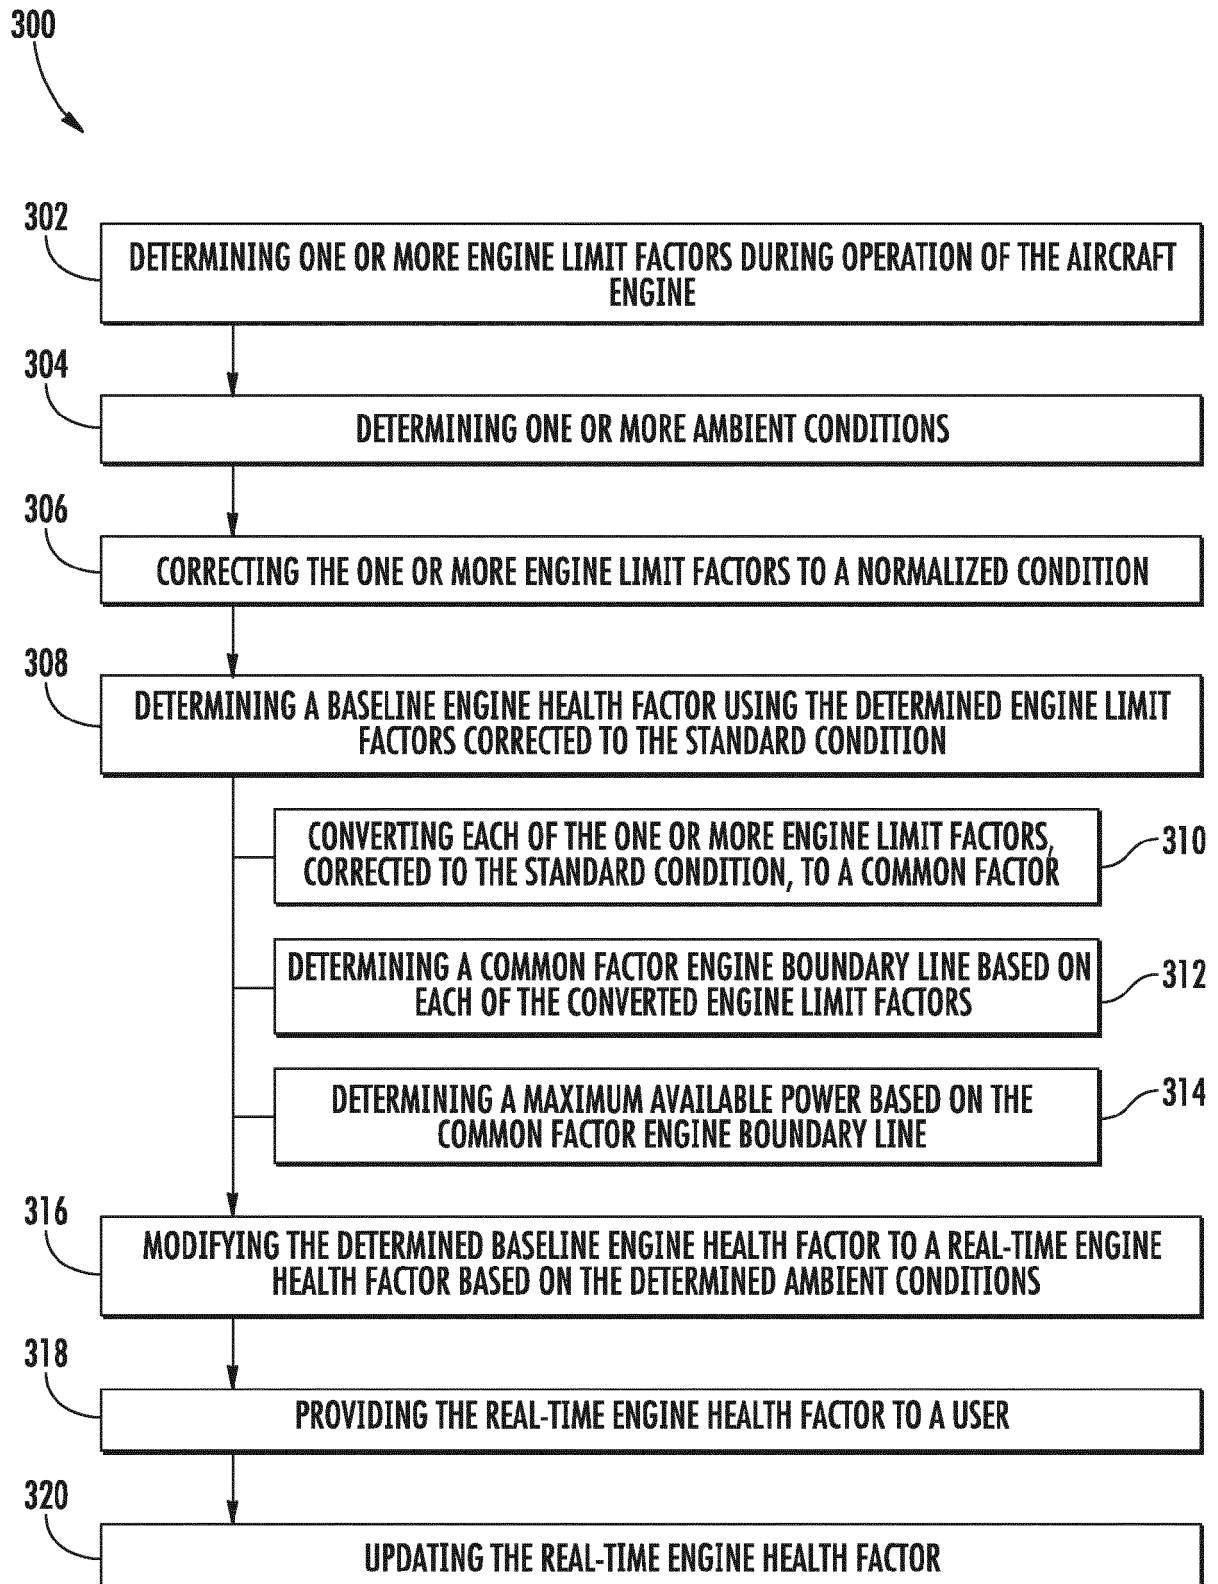 300
302
DETERMINING ONE OR MORE ENGINE LIMIT FACTORS DURING OPERATION OF THE AIRCRAFT
ENGINE
304
DETERMINING ONE OR MORE AMBIENT CONDITIONS
306
CORRECTING THE ONE OR MORE ENGINE LIMIT FACTORS TO A NORMALIZED CONDITION
308
DETERMINING A BASELINE ENGINE HEALTH FACTOR USING THE DETERMINED ENGINE LIMIT
FACTORS CORRECTED TO THE STANDARD CONDITION
CONVERTING EACH OF THE ONE OR MORE ENGINE LIMIT FACTORS,
CORRECTED TO THE STANDARD CONDITION, TO A COMMON FACTOR
310
DETERMINING A COMMON FACTOR ENGINE BOUNDARY LINE BASED ON
EACH OF THE CONVERTED ENGINE LIMIT FACTORS
312
DETERMINING A MAXIMUM AVAILABLE POWER BASED ON THE
COMMON FACTOR ENGINE BOUNDARY LINE
314
316
MODIFYING THE DETERMINED BASELINE ENGINE HEALTH FACTOR TO A REAL-TIME ENGINE
HEALTH FACTOR BASED ON THE DETERMINED AMBIENT CONDITIONS
318
PROVIDING THE REAL-TIME ENGINE HEALTH FACTOR TO A USER
320
UPDATING THE REAL-TIME ENGINE HEALTH FACTOR